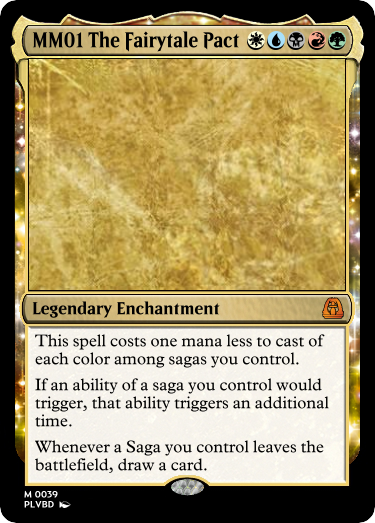 MM01 The Fairytale Pact
Legendary Enchantment
This spell costs one mana less to cast of
each color among sagas you control.
If an ability of a saga you control would
trigger, that ability triggers an additional
time.
Whenever a Saga you control leaves the
battlefield, draw a card.
M 0039
PLVBD